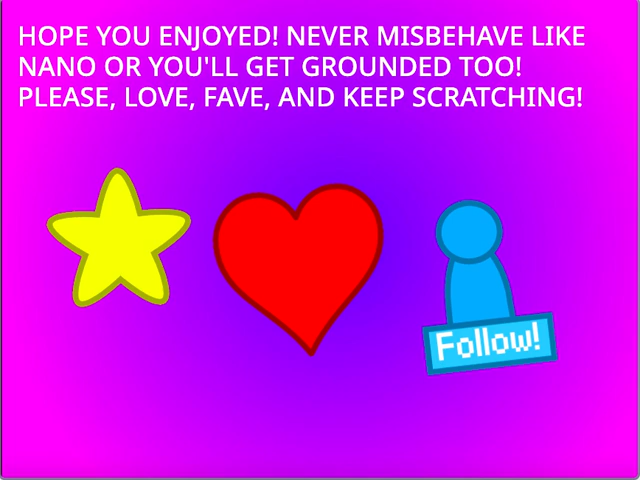 HOPE YOU ENJOYED! NEVER MISBEHAVE LIKE
NANO OR YOU'LL GET GROUNDED TOO!
PLEASE, LOVE, FAVE, AND KEEP SCRATCHING!
Follow!